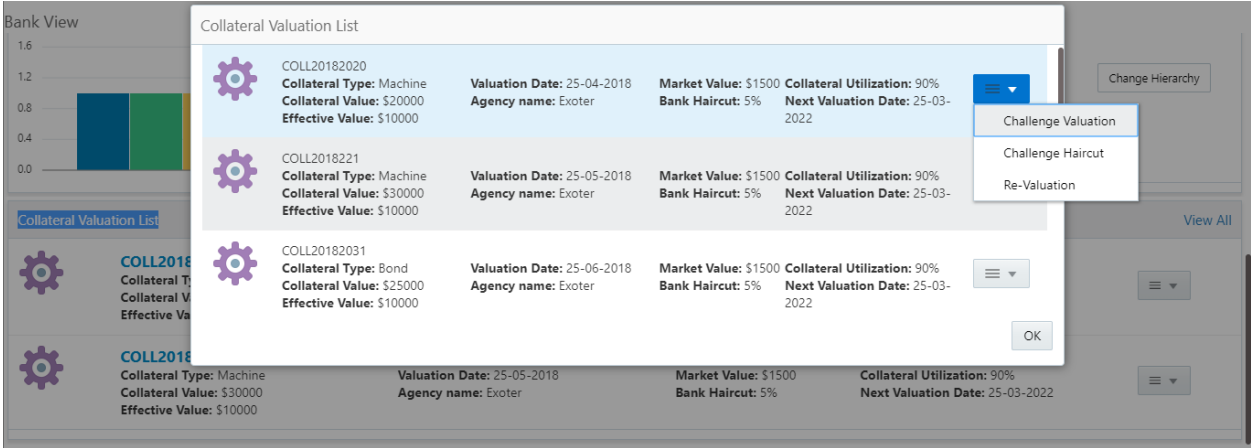 Bank View
1.6
1.2
0.8
0.4
0.0
Change Hierarchy
Collateral Valuation List
COLL20182020
Collateral Type: Machine
Collateral Value: $20000
Effective Value: $10000
Valuation Date: 25-04-2018
Agency name: Exoter
Market Value: $1500
Bank Haircut: 5%
Collateral Utilization: 90%
Next Valuation Date: 25-03-
2022
Challenge Valuation
Challenge Haircut
Re-Valuation
COLL2018221
Collateral Type: Machine
Collateral Value: $30000
Effective Value: $10000
Valuation Date: 25-05-2018
Agency name: Exoter
Market Value: $1500
Bank Haircut: 5%
Collateral Utilization: 90%
Next Valuation Date: 25-03-
2022
COLL20182031
Collateral Type: Bond
Collateral Value: $25000
Effective Value: $10000
Valuation Date: 25-06-2018
Agency name: Exoter
Market Value: $1500
Bank Haircut: 5%
Collateral Utilization: 90%
Next Valuation Date: 25-03-
2022
OK
Collateral Valuation List
View All
COLL2018
Collateral
Collateral
Effective
COLL2018
Collateral Type: Machine
Collateral Value: $30000
Effective Value: $10000
Valuation Date: 25-05-2018
Agency name: Exoter
Market Value: $1500
Bank Haircut: 5%
Collateral Utilization: 90%
Next Valuation Date: 25-03-2022